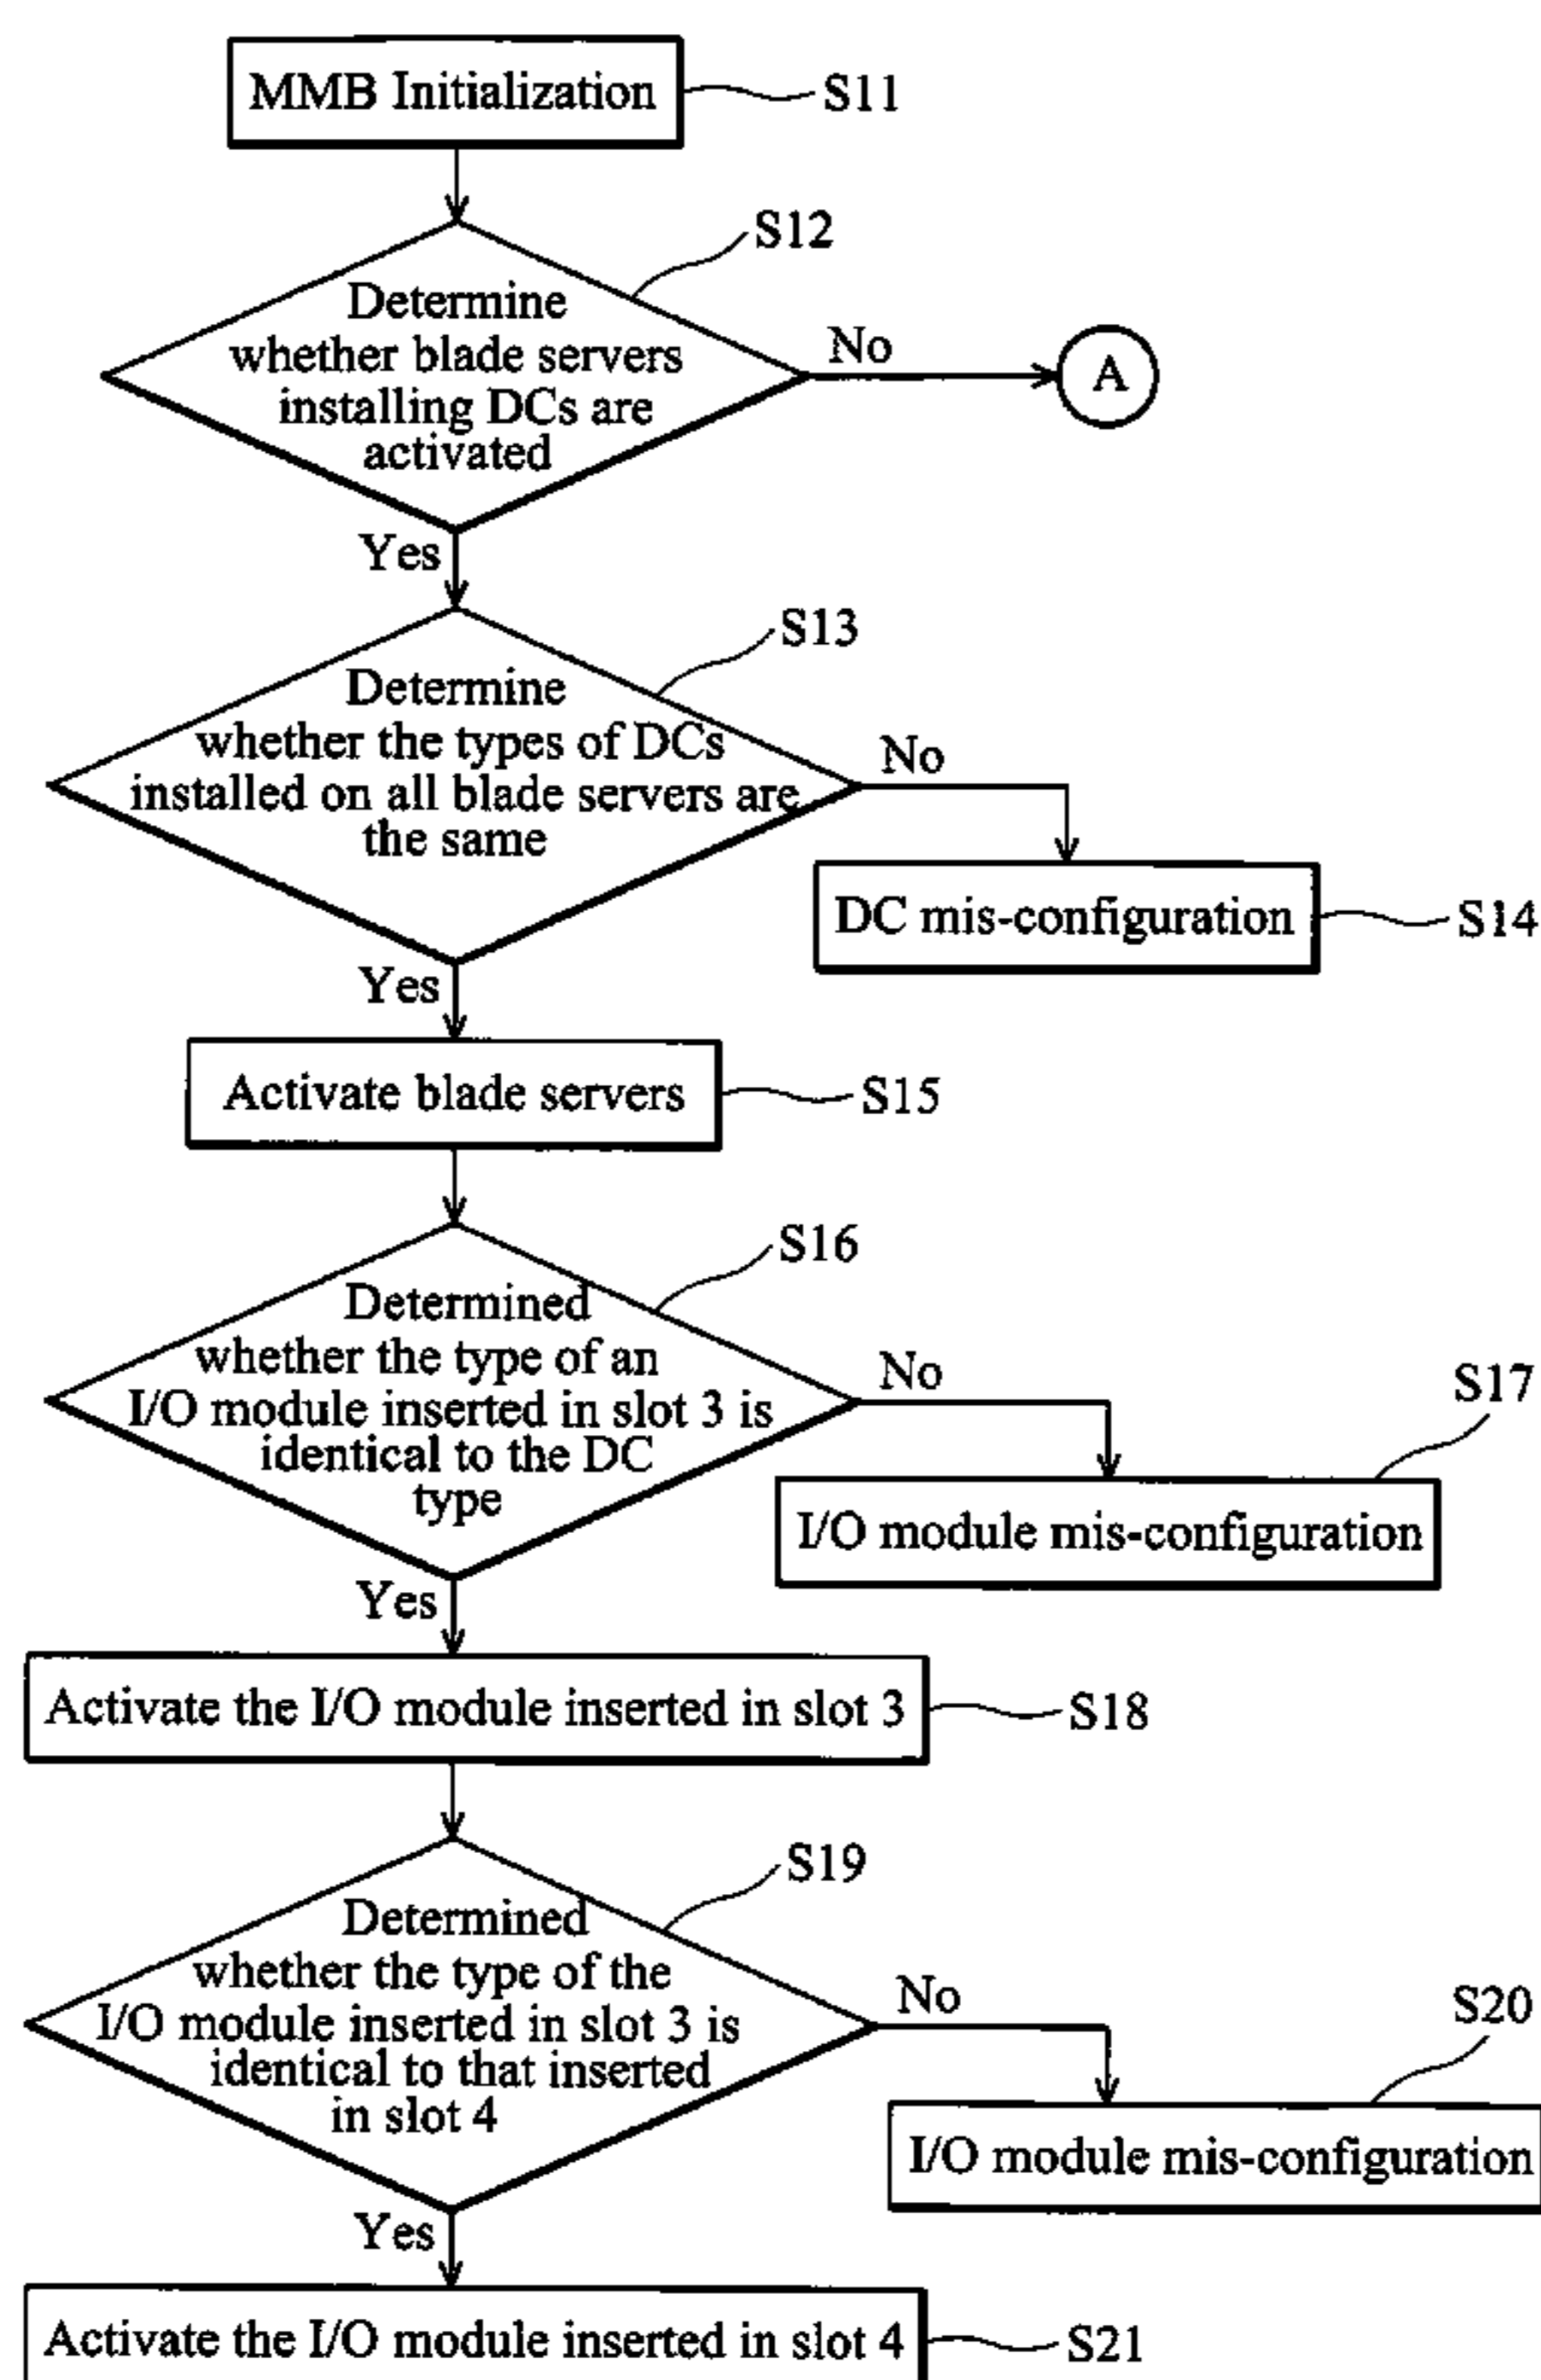 MMB Initialization
S11
S12
Determine
whether blade servers
installing DCs are
activated
No
A
Yes
S13
Determine
whether the types of DCs
installed on all blade servers are
the same
No
DC mis-configuration
S14
Yes
Activate blade servers
S15
S16
Determined
whether the type of an
I/O module inserted in slot 3 is
identical to the DC
type
No
S17
I/O module mis-configuration
Yes
Activate the I/O module inserted in slot 3
S18
S19
Determined
whether the type of the
I/O module inserted in slot 3 is
identical to that inserted
in slot 4
No
S20
I/O module mis-configuration
Yes
Activate the I/O module inserted in slot 4
S21